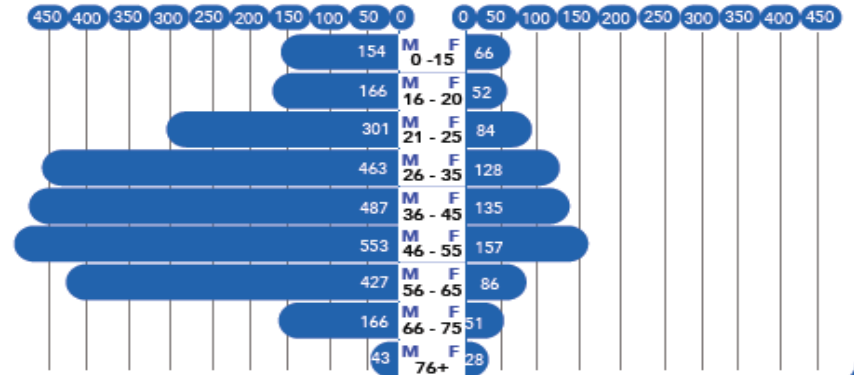 450 400 350 300 250 200 150 100 50 0 0 50 100 150 200 250 300 350 400 450
154 M F 66
0 -15
166 M F 52
16 - 20
301 M F 84
21 - 25
463 M F 128
26 - 35
487 M F 135
36 - 45
553 M F 157
46 - 55
427 M F 86
56 - 65
166 M F 51
66 - 75
43 M F 28
76+